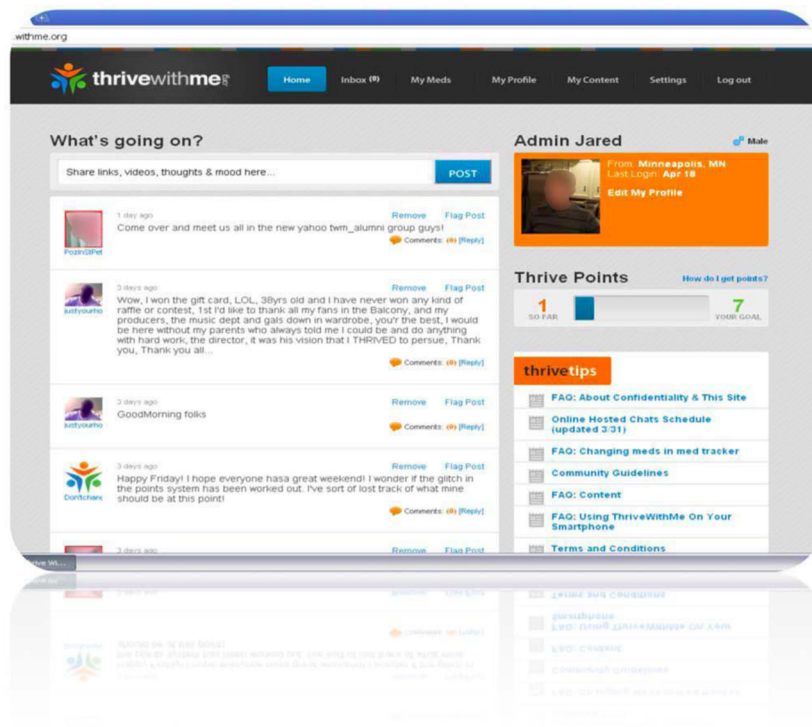 withme.org
thrivewithme
Home
Inbox (0)
My Meds
My Profile
My Content
Settings
Log out
What's going on?
Share links, videos, thoughts & mood here...
POST
1 day ago
Remove Flag Post
Come over and meet us all in the new yahoo twm_alumni group guys!
Comments: (0) [Reply]
PozInStPet
3 days ago
Remove Flag Post
Wow, I won the gift card, LOL, 38yrs old and I have never won any kind of
raffle or contest, 1st I'd like to thank all my fans in the Balcony, and my
producers, the music dept and gals down in wardrobe, you'r the best, I would
be here without my parents who always told me I could be and do anything
with hard work, the director, it was his vision that I THRIVED to persue, Thank
you, Thank you all...
justyourho
Comments: (0) [Reply]
3 days ago
Remove Flag Post
GoodMorning folks
justyourho
Comments: (0) [Reply]
3 days ago
Remove Flag Post
Happy Friday! I hope everyone hasa great weekend! I wonder if the glitch in
the points system has been worked out. I've sort of lost track of what mine
should be at this point!
Comments: (0) [Reply]
3 days ago
Remove Flag Post
Admin Jared
Male
From: Minneapolis, MN
Last Login: Apr 18
Edit My Profile
Thrive Points
How do I get points?
1
SO FAR
7
YOUR GOAL
thrivetips
FAQ: About Confidentiality & This Site
Online Hosted Chats Schedule
(updated 3/31)
FAQ: Changing meds in med tracker
Community Guidelines
FAQ: Content
FAQ: Using ThriveWithMe On Your
Smartphone
Terms and Conditions